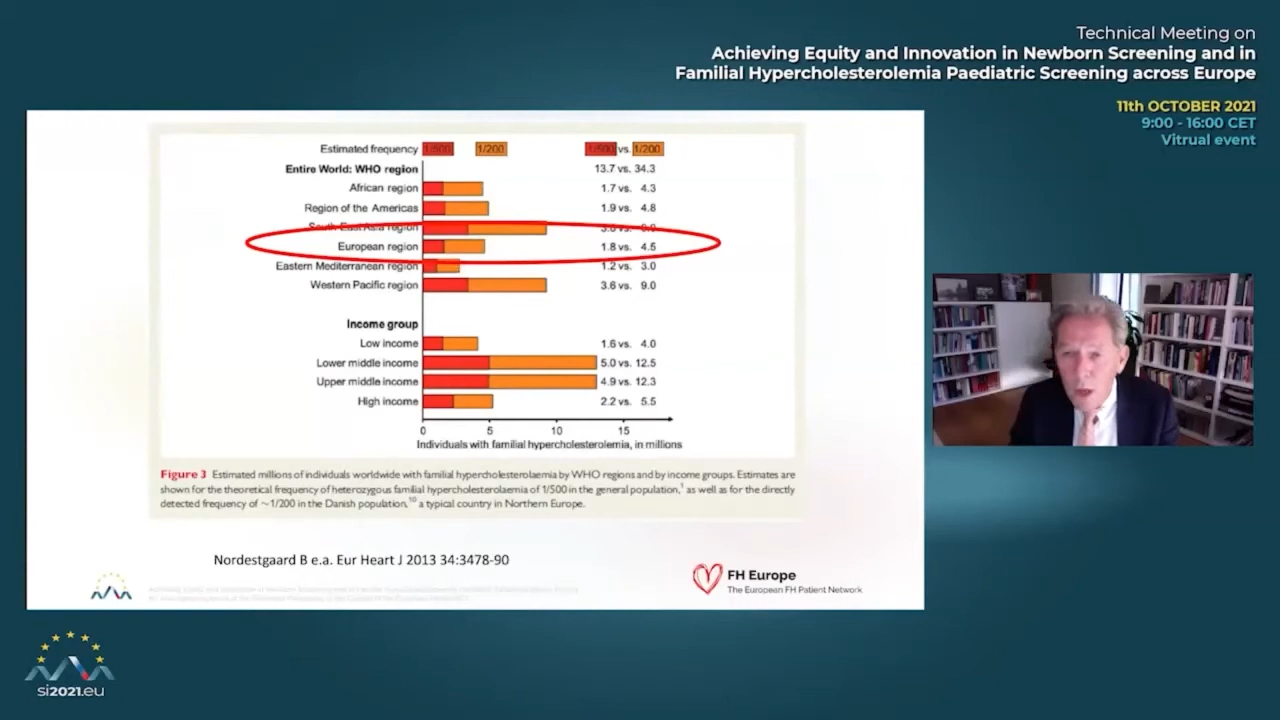 Technical Meeting on
Achieving Equity and Innovation in Newborn Screening and in
Familial Hypercholesterolemia Paediatric Screening across Europe
11th OCTOBER 2021
9:00 - 16:00 CET
Vitrual event
Estimated frequency 1/500 1/200 1/500 vs. 1/200
Entire World: WHO region 13.7 vs. 34.3
African region 1.7 vs. 4.3
Region of the Americas 1.9 vs. 4.8
South East Asia region vs.
European region 1.8 vs. 4.5
Eastern Mediterranean region 1.2 vs. 3.0
Western Pacific region 3.6 vs. 9.0
Income group
Low income 1.6 vs. 4.0
Lower middle income 5.0 vs. 12.5
Upper middle income 4.9 vs. 12.3
High income 2.2 vs. 5.5
0 5 10 15
Individuals with familial hypercholesterolemia, in millions
Figure 3 Estimated millions of individuals worldwide with familial hypercholesterolaemia by WHO regions and by income groups. Estimates are
shown for the theoretical frequency of heterozygous familial hypercholesterolaemia of 1/500 in the general population,1 as well as for the directly
detected frequency of ~1/200 in the Danish population,10 a typical country in Northern Europe.
Nordestgaard B e.a. Eur Heart J 2013 34:3478-90
FH Europe
The European FH Patient Network
si2021.eu